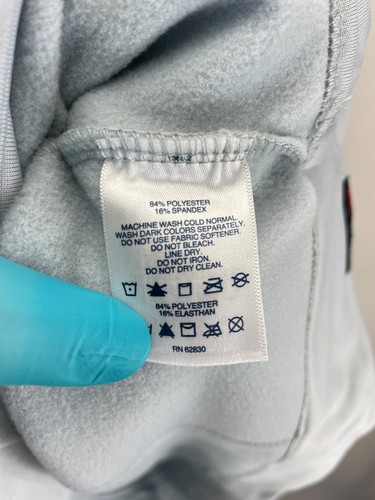 84% POLYESTER
16% SPANDEX
MACHINE WASH COLD NORMAL
WASH DARK COLORS SEPARATELY.
DO NOT USE FABRIC SOFTENER.
DO NOT BLEACH.
LINE DRY.
DO NOT IRON.
DO NOT DRY CLEAN.
84% POLYESTER
16% ELASTHAN
RN 62830